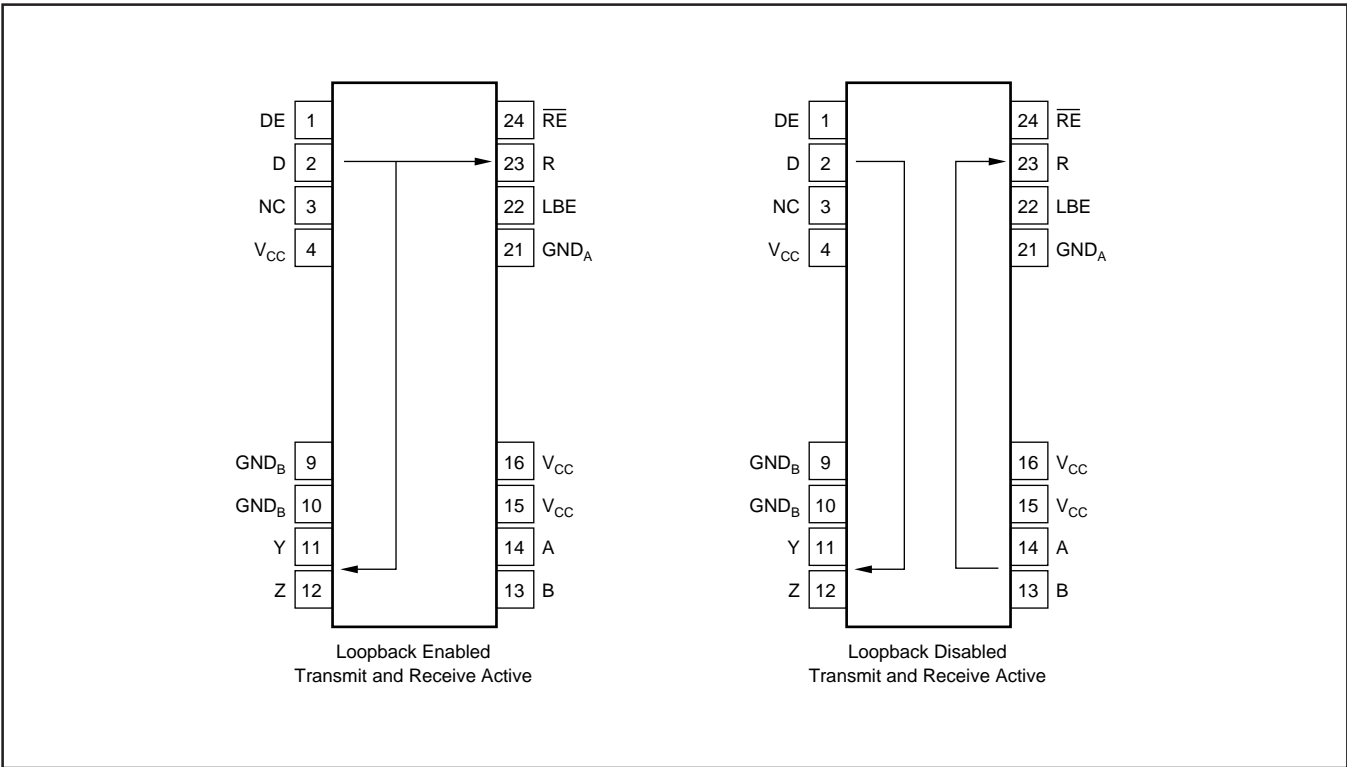 DE 1
D 2
NC 3
VCC 4
24 R̅E̅
23 R
22 LBE
21 GNDA
GNDB 9
GNDB 10
Y 11
Z 12
16 VCC
15 VCC
14 A
13 B
Loopback Enabled
Transmit and Receive Active
DE 1
D 2
NC 3
VCC 4
24 R̅E̅
23 R
22 LBE
21 GNDA
GNDB 9
GNDB 10
Y 11
Z 12
16 VCC
15 VCC
14 A
13 B
Loopback Disabled
Transmit and Receive Active